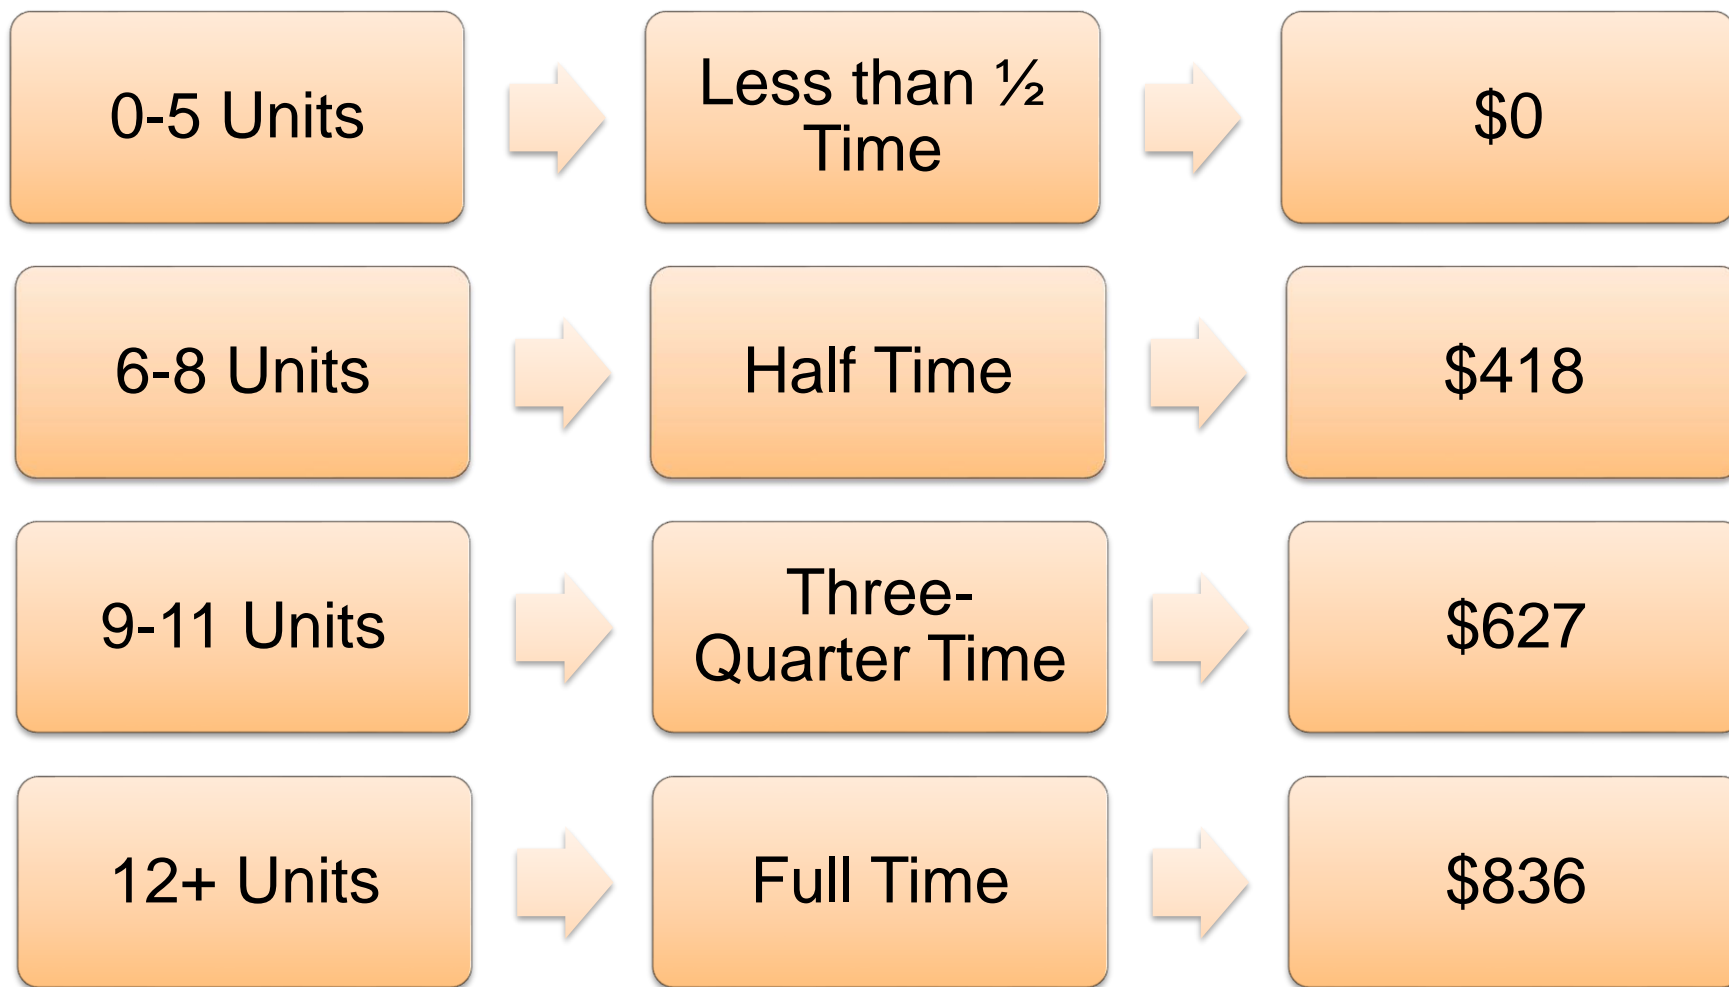 0-5 Units
Less than ½
Time
$0
6-8 Units
Half Time
$418
9-11 Units
Three-
Quarter Time
$627
12+ Units
Full Time
$836